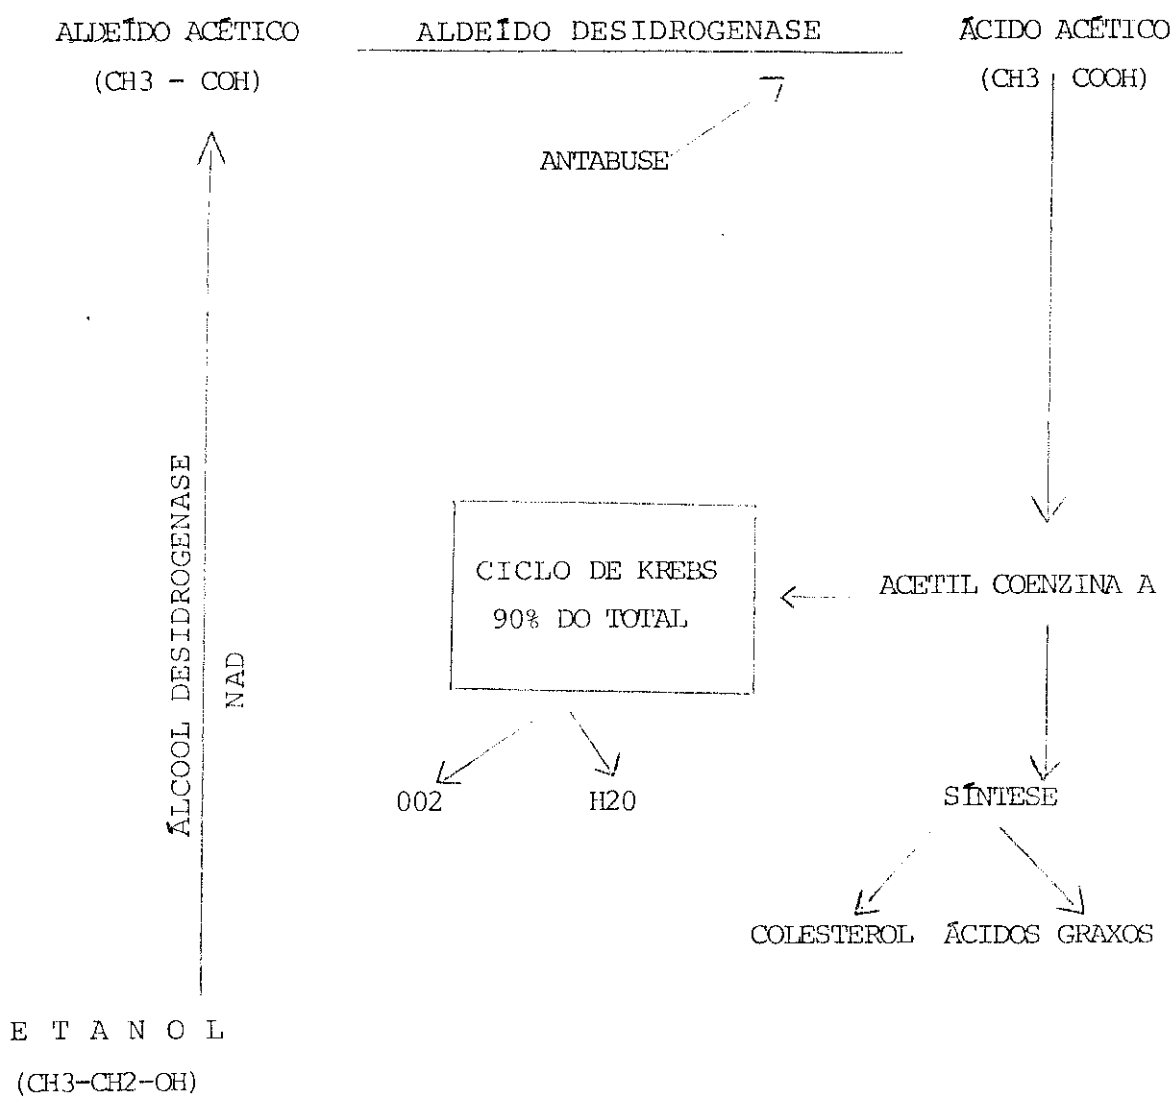 ALDEÍDO ACÉTICO
(CH3 - COH)
ALDEÍDO DESIDROGENASE
ÁCIDO ACÉTICO
(CH3 COOH)
ANTABUSE
ÁLCOOL DESIDROGENASE
NAD
CICLO DE KREBS
90% DO TOTAL
ACETIL COENZINA A
002
H20
SÍNTESE
COLESTEROL ÁCIDOS GRAXOS
E T A N O L
(CH3-CH2-OH)